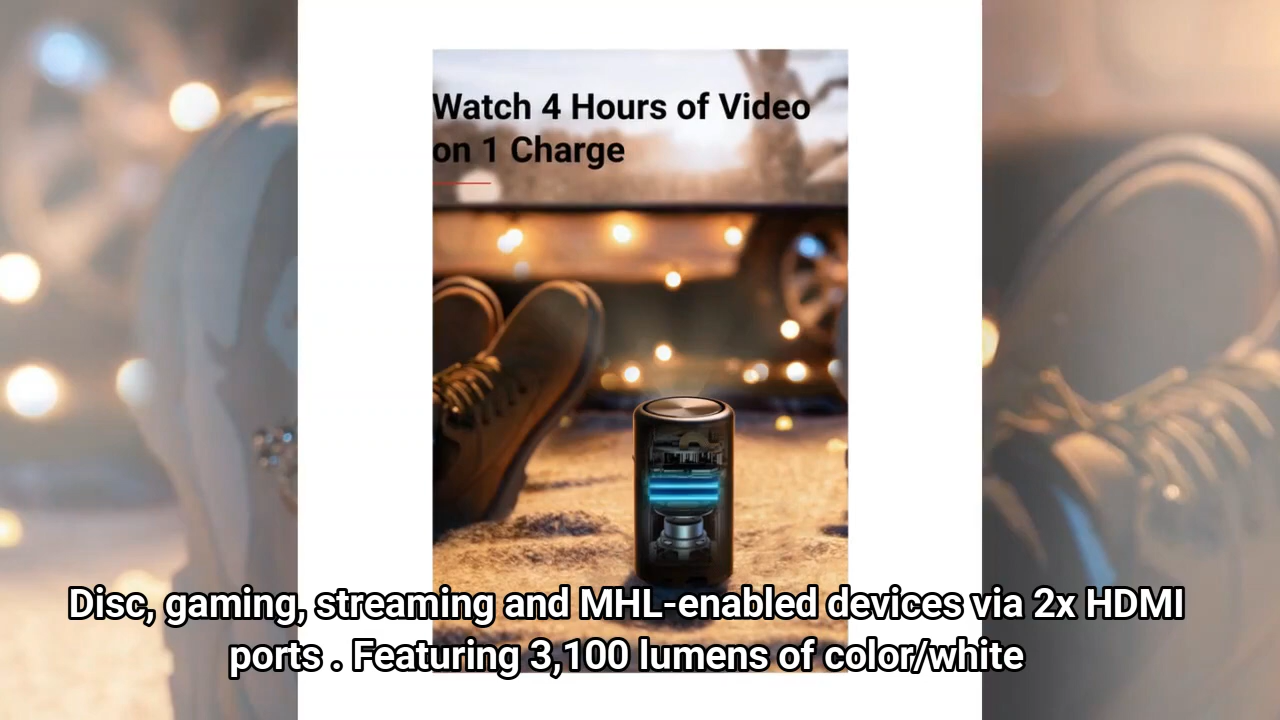 Watch 4 Hours of Video
on 1 Charge
Disc, gaming, streaming and MHL-enabled devices via 2x HDMI
ports . Featuring 3,100 lumens of color/white